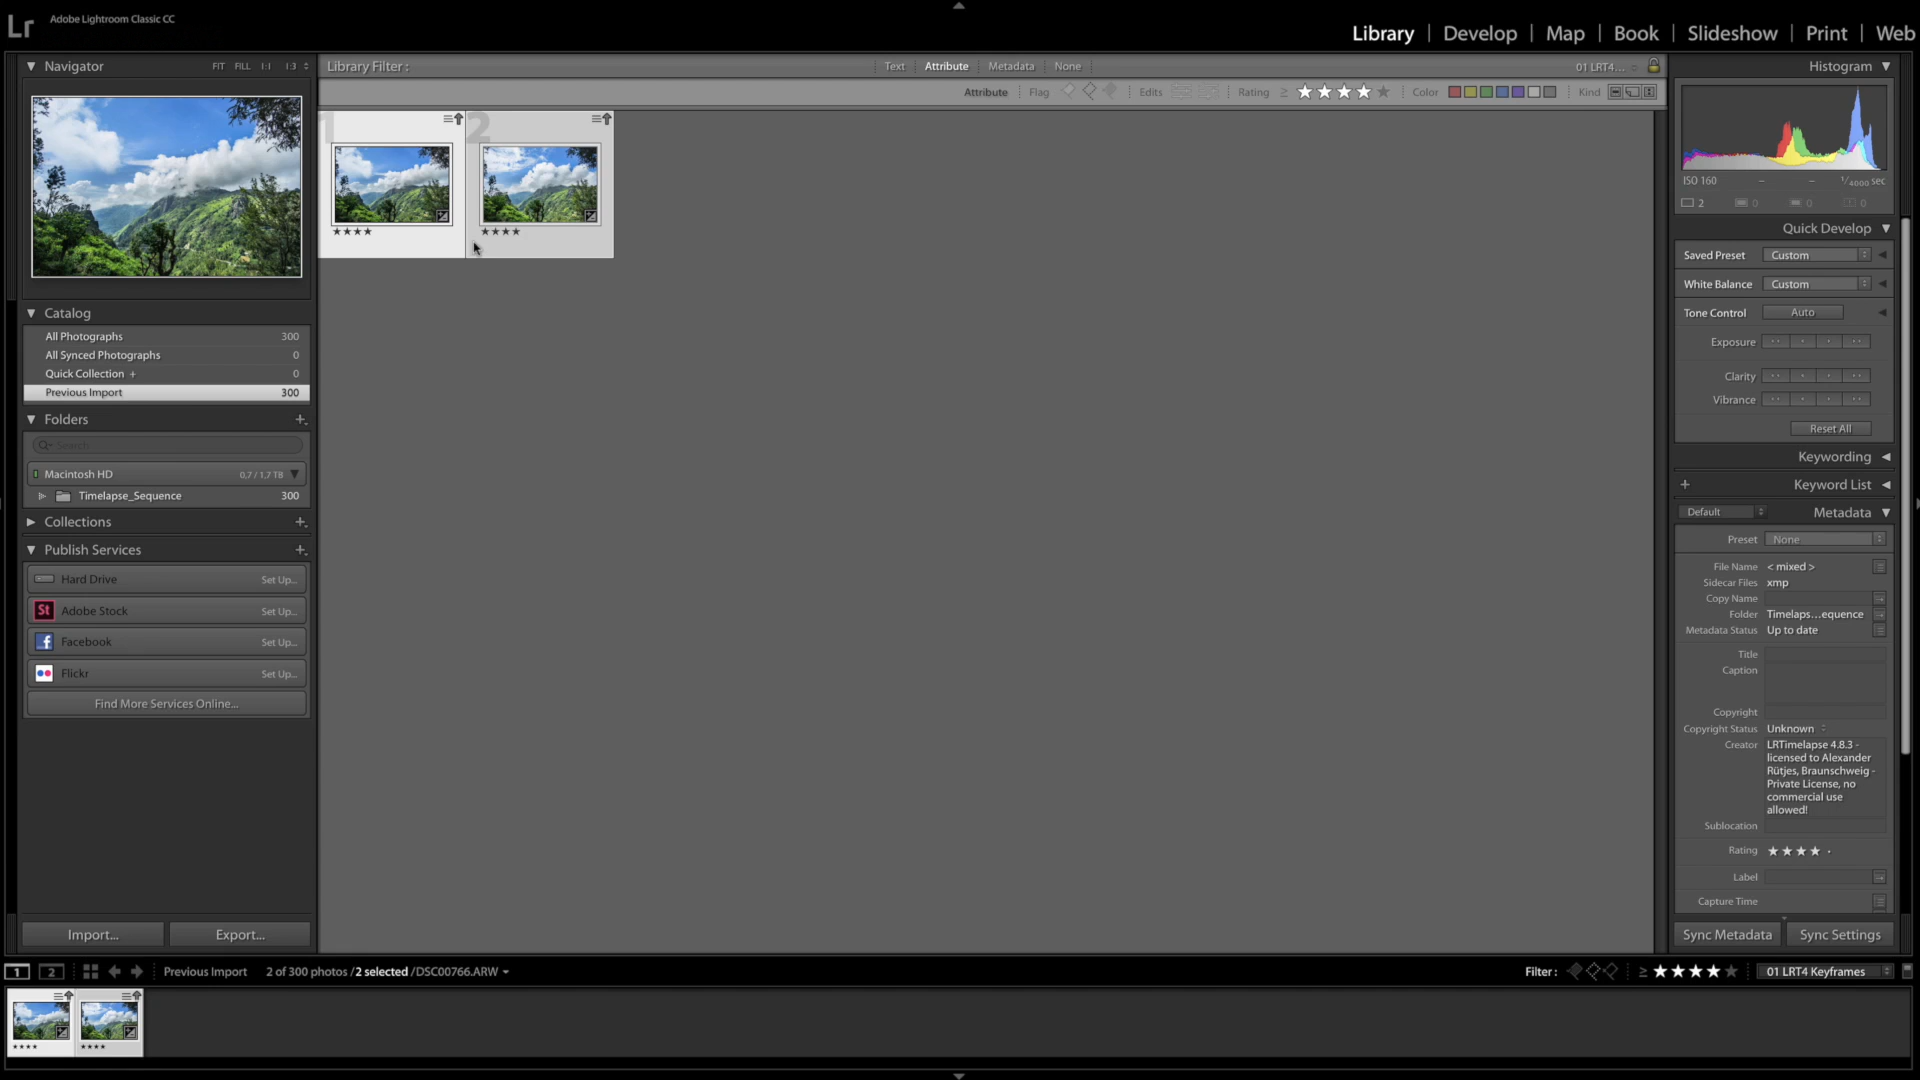 Lr Adobe Lightroom Classic CC
Library | Develop | Map | Book | Slideshow | Print | Web
Navigator FIT FILL 1:1 1:3
Catalog
All Photographs 300
All Synced Photographs 0
Quick Collection + 0
Previous Import 300
Folders +
Search
Macintosh HD 0,7 / 1,7 TB
Timelapse_Sequence 300
Collections +
Publish Services +
Hard Drive Set Up...
St Adobe Stock Set Up...
f Facebook Set Up...
Flickr Set Up...
Find More Services Online...
Import... Export...
Library Filter : Text Attribute Metadata None 01 LRT4...
Attribute Flag Edits Rating ≥ ★★★★★ Color Kind
1 2
★★★★ ★★★★
Histogram
ISO 160 – – 1/4000 sec
2 0 0 0
Quick Develop
Saved Preset Custom
White Balance Custom
Tone Control Auto
Exposure
Clarity
Vibrance
Reset All
Keywording
+ Keyword List
Default Metadata
Preset None
File Name < mixed >
Sidecar Files xmp
Copy Name
Folder Timelaps...equence
Metadata Status Up to date
Title
Caption
Copyright
Copyright Status Unknown
Creator LRTimelapse 4.8.3 -
licensed to Alexander
Rütjes, Braunschweig -
Private License, no
commercial use
allowed!
Sublocation
Rating ★★★★ ·
Label
Capture Time
Sync Metadata Sync Settings
1 2 Previous Import 2 of 300 photos / 2 selected / DSC00766.ARW Filter : ≥ ★★★★★ 01 LRT4 Keyframes
★★★★ ★★★★